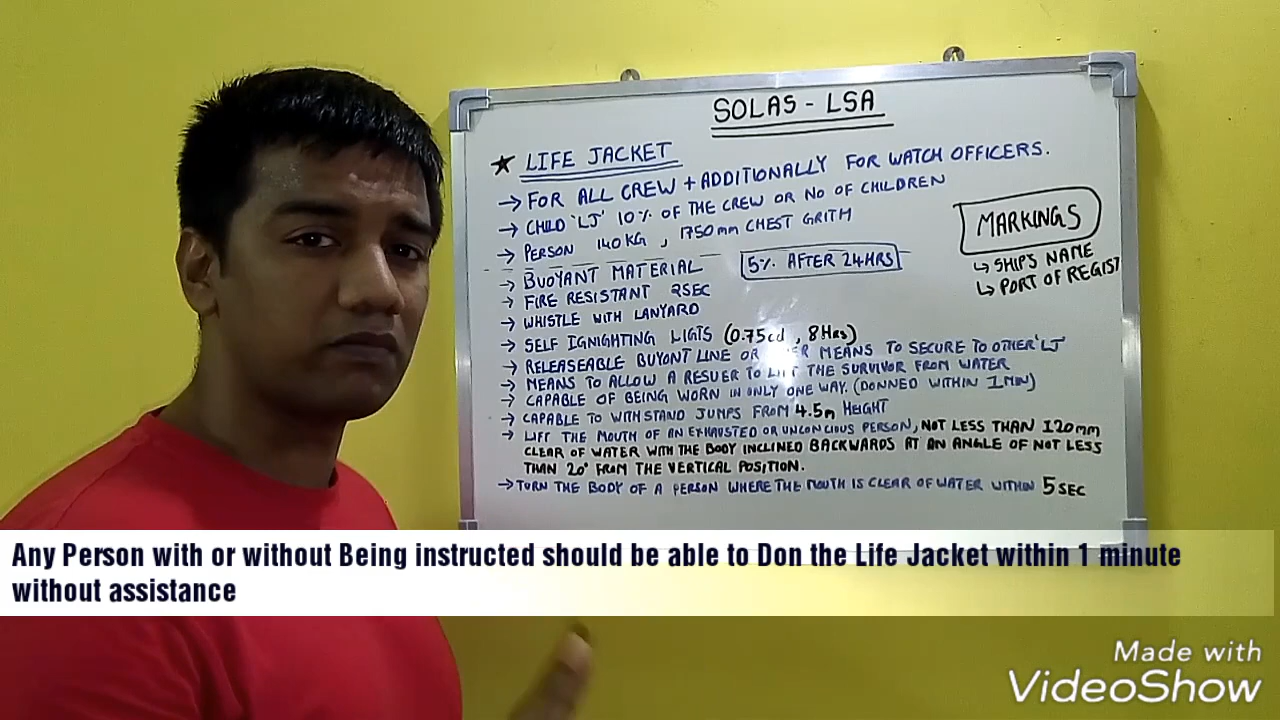 SOLAS - LSA
★ LIFE JACKET
→ FOR ALL CREW + ADDITIONALLY FOR WATCH OFFICERS.
→ CHILD 'LJ' 10% OF THE CREW OR NO OF CHILDREN
→ PERSON 140 KG , 1750mm CHEST GRITH
→ BUOYANT MATERIAL 5% AFTER 24HRS
→ FIRE RESISTANT 2SEC
→ WHISTLE WITH LANYARD
→ SELF IGNIGHTING LIGTS (0.75cd , 8Hrs)
→ RELEASEABLE BUYONT LINE OR MEANS TO SECURE TO OTHER 'LJ'
→ MEANS TO ALLOW A RESUER TO LIFT THE SURVIVOR FROM WATER
→ CAPABLE OF BEING WORN IN ONLY ONE WAY. (DONNED WITHIN 1MIN)
→ CAPABLE TO WITHSTAND JUMPS FROM 4.5m HEIGHT
→ LIFT THE MOUTH OF AN EXHAUSTED OR UNCONCIOUS PERSON, NOT LESS THAN 120mm
CLEAR OF WATER WITH THE BODY INCLINED BACKWARDS AT AN ANGLE OF NOT LESS
THAN 20° FROM THE VERTICAL POSITION.
→ TURN THE BODY OF A PERSON WHERE THE MOUTH IS CLEAR OF WATER WITHIN 5 SEC
MARKINGS
↳ SHIP'S NAME
↳ PORT OF REGIST
Any Person with or without Being instructed should be able to Don the Life Jacket within 1 minute
without assistance
Made with
VideoShow